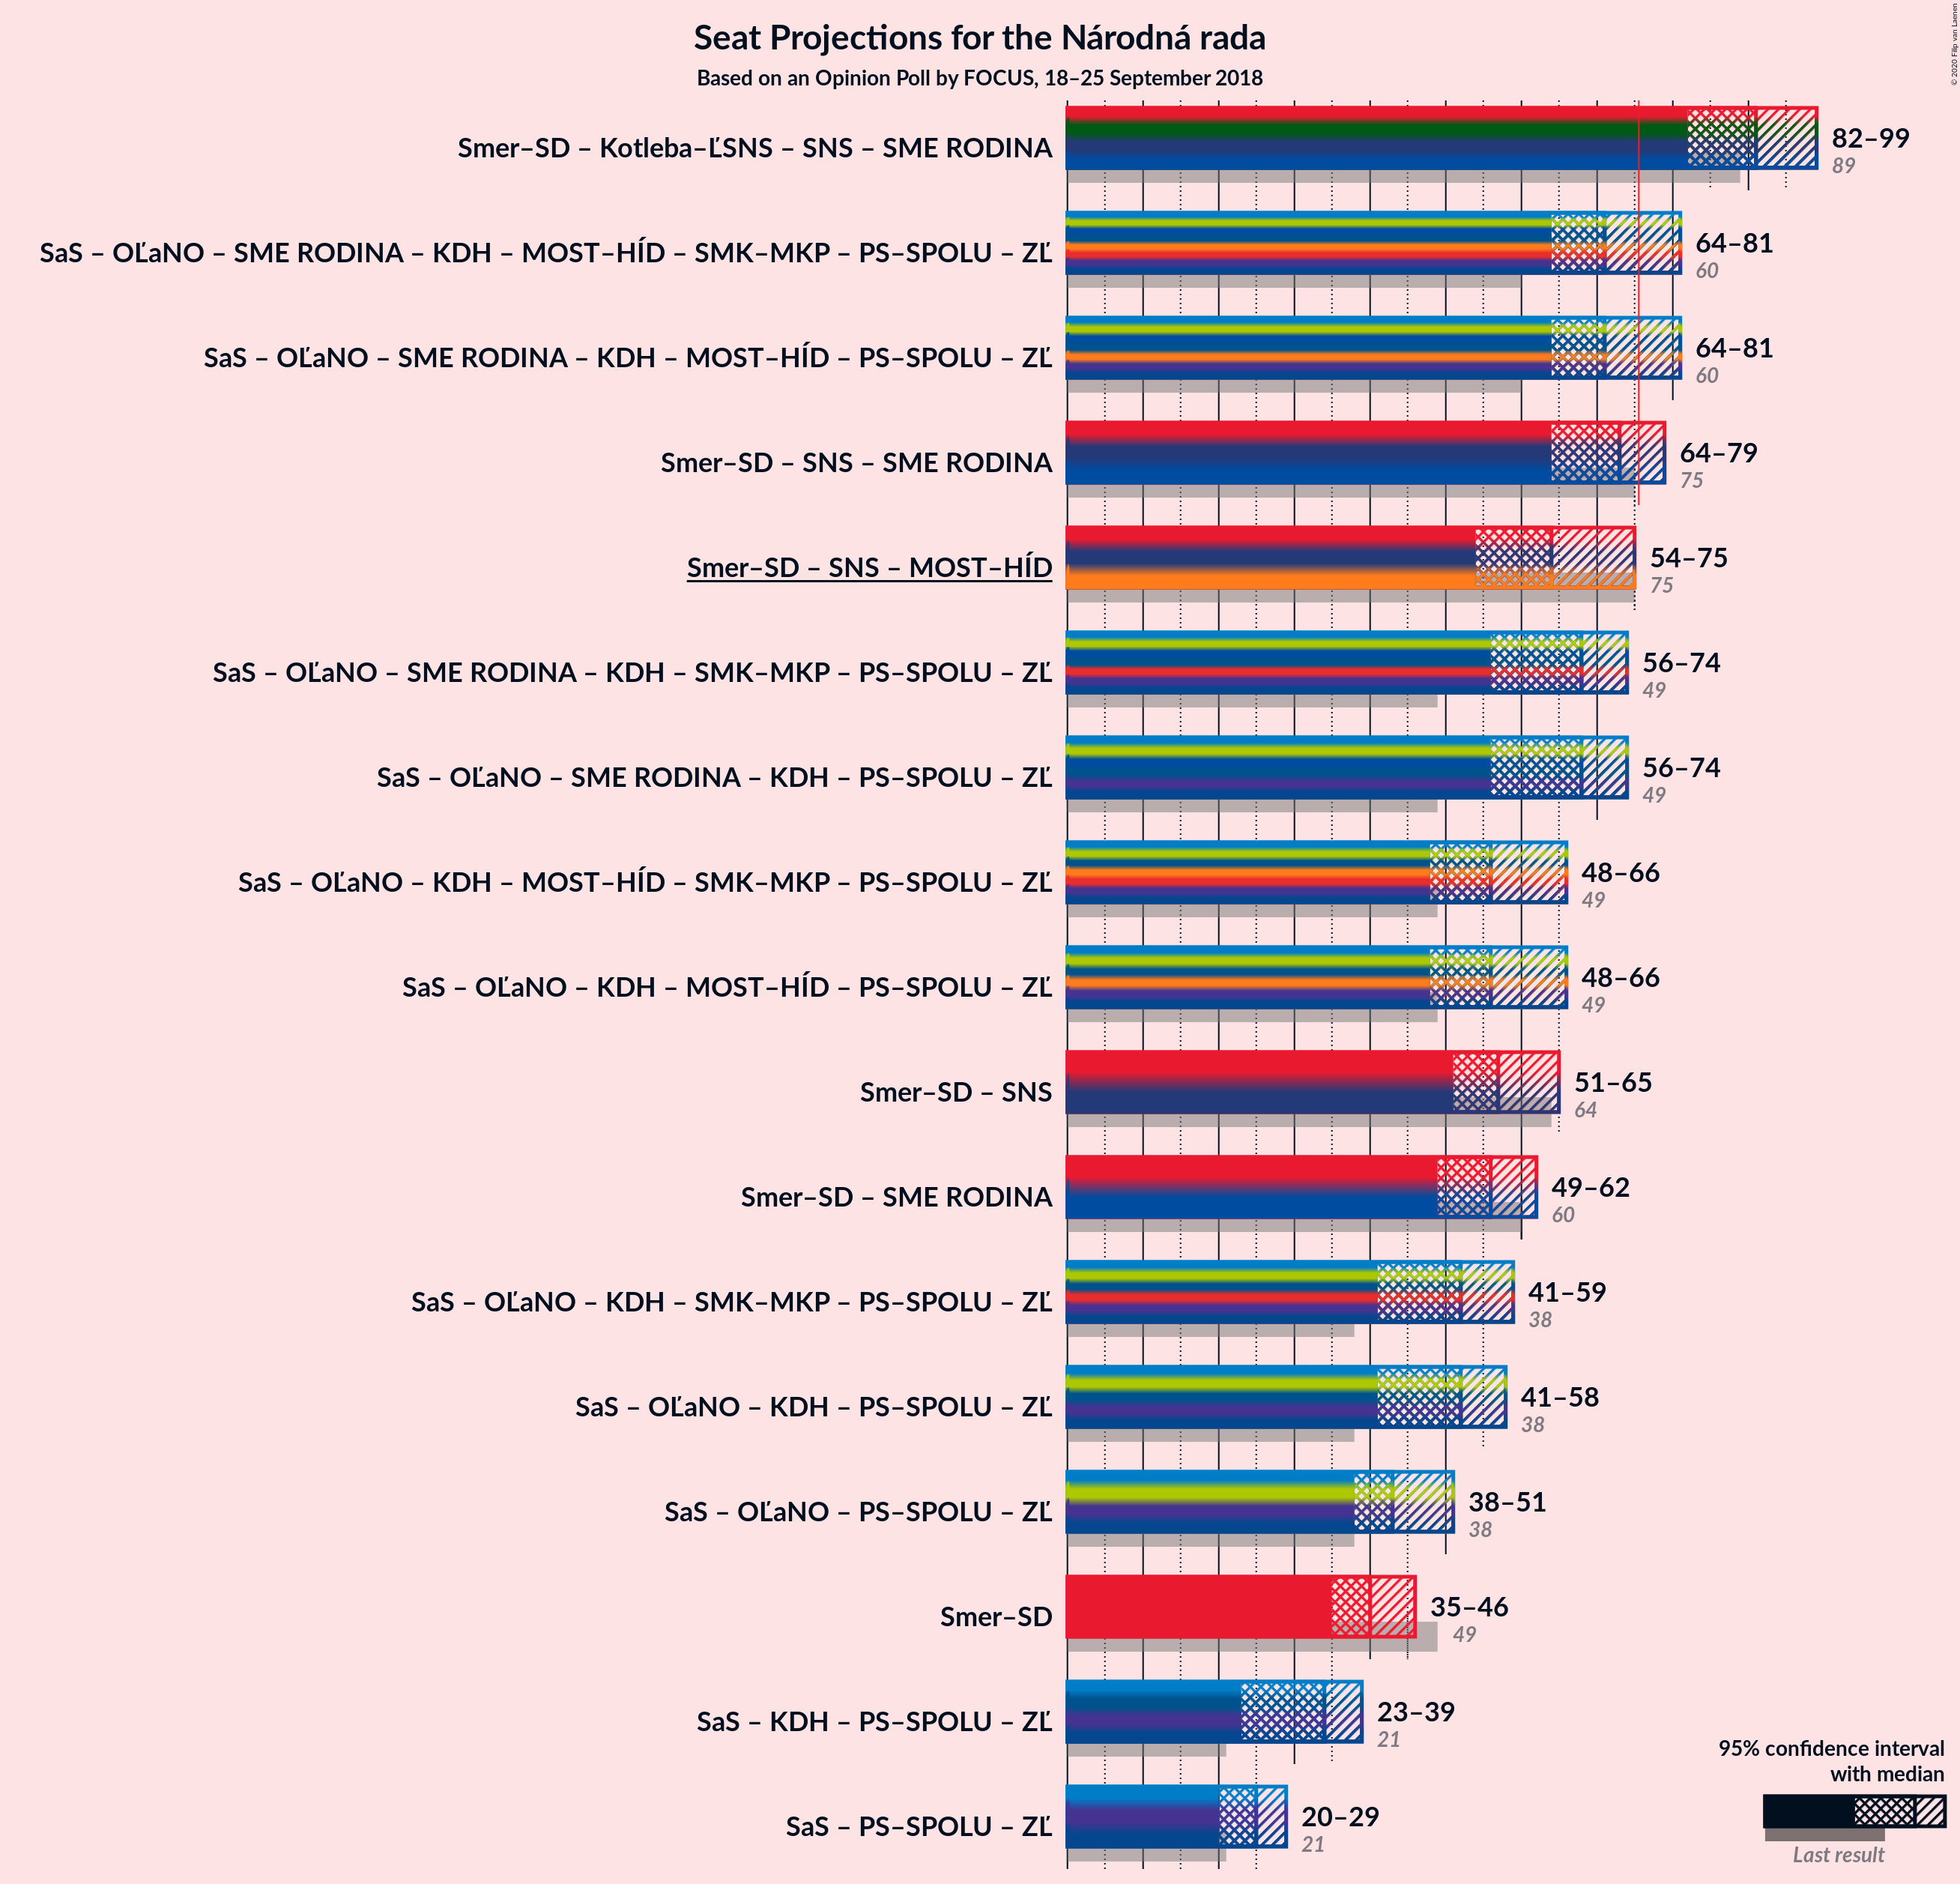 Seat Projections for the Národná rada
Based on an Opinion Poll by FOCUS, 18–25 September 2018
© 2020 Filip van Laenen
Smer–SD – Kotleba–ĽSNS – SNS – SME RODINA
82–99
89
SaS – OĽaNO – SME RODINA – KDH – MOST–HÍD – SMK–MKP – PS–SPOLU – ZĽ
64–81
60
SaS – OĽaNO – SME RODINA – KDH – MOST–HÍD – PS–SPOLU – ZĽ
64–81
60
Smer–SD – SNS – SME RODINA
64–79
75
Smer–SD – SNS – MOST–HÍD
54–75
75
SaS – OĽaNO – SME RODINA – KDH – SMK–MKP – PS–SPOLU – ZĽ
56–74
49
SaS – OĽaNO – SME RODINA – KDH – PS–SPOLU – ZĽ
56–74
49
SaS – OĽaNO – KDH – MOST–HÍD – SMK–MKP – PS–SPOLU – ZĽ
48–66
49
SaS – OĽaNO – KDH – MOST–HÍD – PS–SPOLU – ZĽ
48–66
49
Smer–SD – SNS
51–65
64
Smer–SD – SME RODINA
49–62
60
SaS – OĽaNO – KDH – SMK–MKP – PS–SPOLU – ZĽ
41–59
38
SaS – OĽaNO – KDH – PS–SPOLU – ZĽ
41–58
38
SaS – OĽaNO – PS–SPOLU – ZĽ
38–51
38
Smer–SD
35–46
49
SaS – KDH – PS–SPOLU – ZĽ
23–39
21
SaS – PS–SPOLU – ZĽ
20–29
21
95% confidence interval
with median
Last result